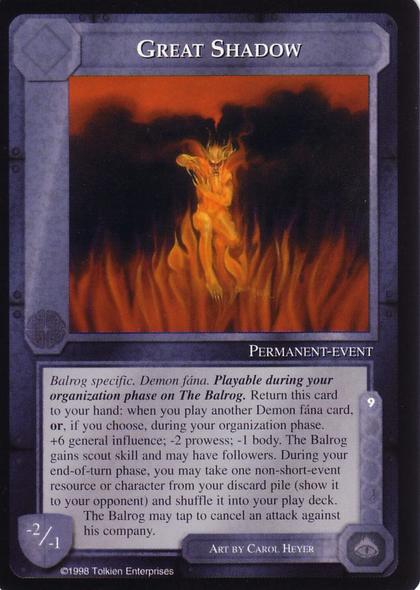 GREAT SHADOW
PERMANENT-EVENT
Balrog specific. Demon fána. Playable during your
organization phase on The Balrog. Return this card
to your hand: when you play another Demon fána card,
or, if you choose, during your organization phase.
+6 general influence; -2 prowess; -1 body. The Balrog
gains scout skill and may have followers. During your
end-of-turn phase, you may take one non-short-event
resource or character from your discard pile (show it
to your opponent) and shuffle it into your play deck.
The Balrog may tap to cancel an attack against
his company.
9
-2/-1
ART BY CAROL HEYER
©1998 Tolkien Enterprises